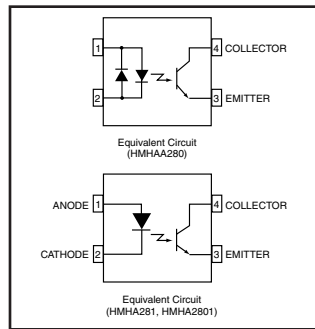 1
4 COLLECTOR
2
3 EMITTER
Equivalent Circuit
(HMHAA280)
ANODE 1
4 COLLECTOR
CATHODE 2
3 EMITTER
Equivalent Circuit
(HMHA281, HMHA2801)